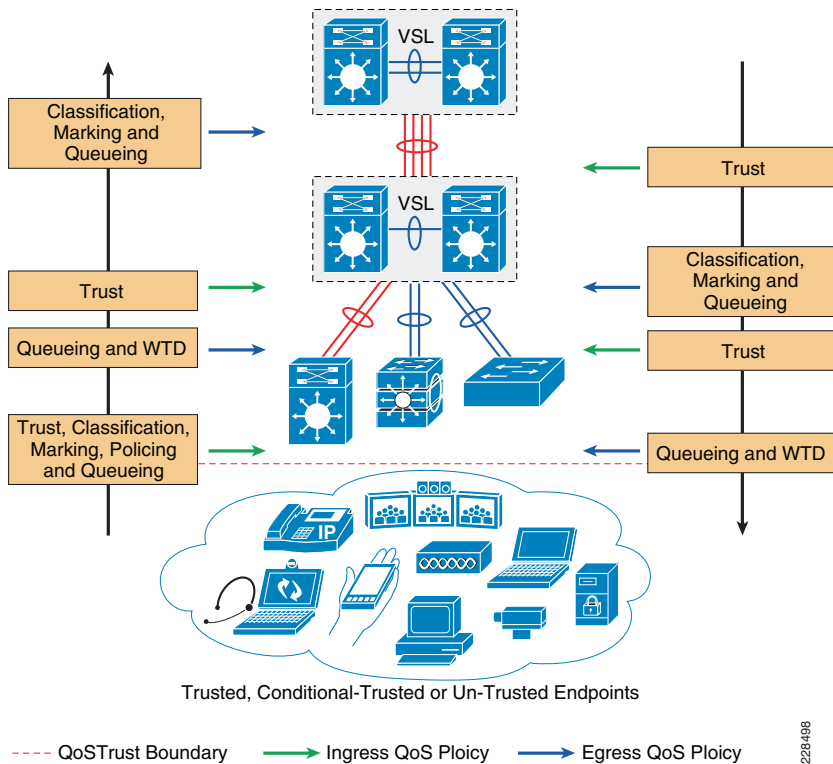 VSL
Classification,
Marking and
Queueing
Trust
VSL
Classification,
Marking and
Queueing
Trust
Queueing and WTD
Trust
Trust, Classification,
Marking, Policing
and Queueing
Queueing and WTD
IP
Trusted, Conditional-Trusted or Un-Trusted Endpoints
QoSTrust Boundary
Ingress QoS Ploicy
Egress QoS Ploicy
228498